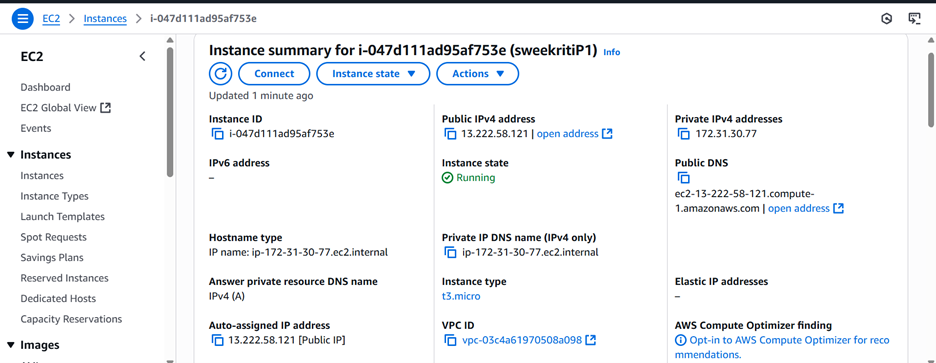 EC2 > Instances > i-047d111ad95af753e
EC2
Dashboard
EC2 Global View
Events
Instances
Instances
Instance Types
Launch Templates
Spot Requests
Savings Plans
Reserved Instances
Dedicated Hosts
Capacity Reservations
Images
Instance summary for i-047d111ad95af753e (sweekritiP1) Info
Connect
Instance state
Actions
Updated 1 minute ago
Instance ID
i-047d111ad95af753e
Public IPv4 address
13.222.58.121 | open address
Private IPv4 addresses
172.31.30.77
IPv6 address
–
Instance state
Running
Public DNS
ec2-13-222-58-121.compute-
1.amazonaws.com | open address
Hostname type
IP name: ip-172-31-30-77.ec2.internal
Private IP DNS name (IPv4 only)
ip-172-31-30-77.ec2.internal
Answer private resource DNS name
IPv4 (A)
Instance type
t3.micro
Elastic IP addresses
–
Auto-assigned IP address
13.222.58.121 [Public IP]
VPC ID
vpc-03c4a61970508a098
AWS Compute Optimizer finding
Opt-in to AWS Compute Optimizer for reco
mmendations.